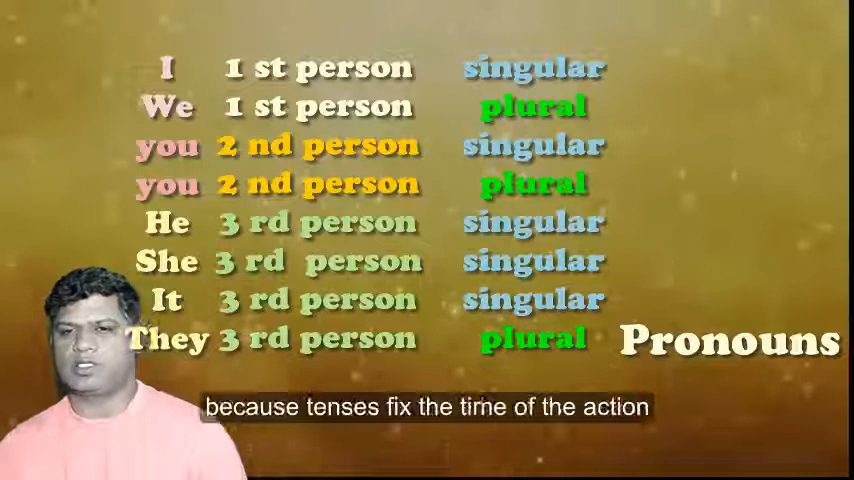 I 1 st person singular
We 1 st person plural
you 2 nd person singular
you 2 nd person plural
He 3 rd person singular
She 3 rd person singular
It 3 rd person singular
They 3 rd person plural Pronouns
because tenses fix the time of the action